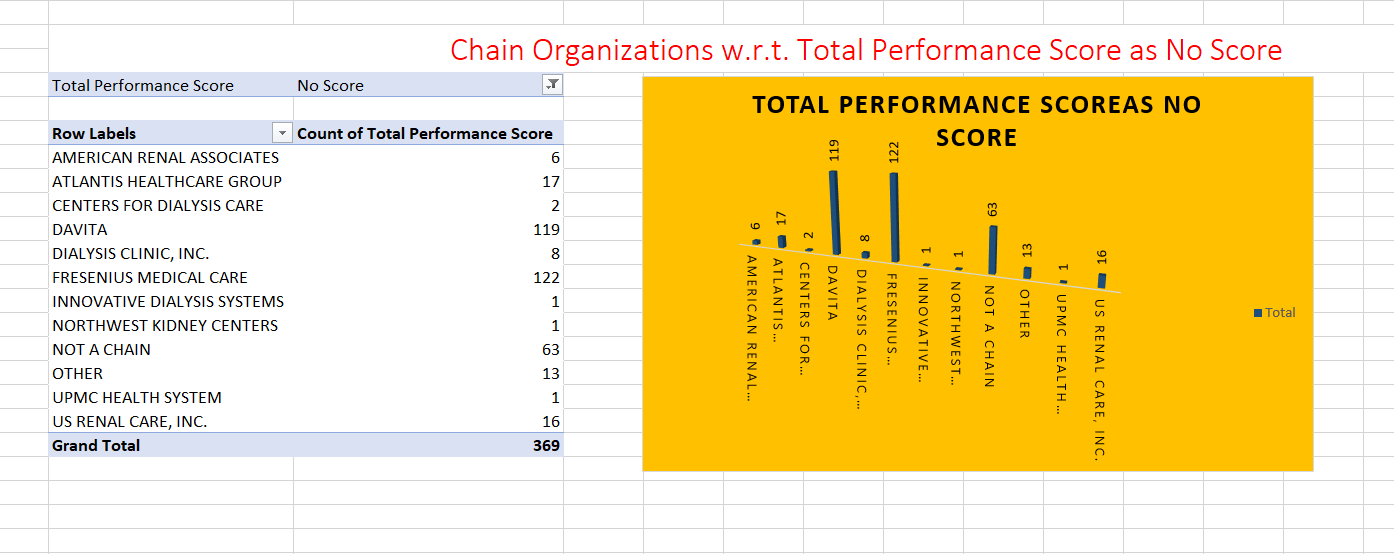 Chain Organizations w.r.t. Total Performance Score as No Score
Total Performance Score No Score
Row Labels Count of Total Performance Score
AMERICAN RENAL ASSOCIATES 6
ATLANTIS HEALTHCARE GROUP 17
CENTERS FOR DIALYSIS CARE 2
DAVITA 119
DIALYSIS CLINIC, INC. 8
FRESENIUS MEDICAL CARE 122
INNOVATIVE DIALYSIS SYSTEMS 1
NORTHWEST KIDNEY CENTERS 1
NOT A CHAIN 63
OTHER 13
UPMC HEALTH SYSTEM 1
US RENAL CARE, INC. 16
Grand Total 369
TOTAL PERFORMANCE SCOREAS NO
SCORE
6
17
2
119
8
122
1
1
63
13
1
16
AMERICAN RENAL…
ATLANTIS…
CENTERS FOR…
DAVITA
DIALYSIS CLINIC,…
FRESENIUS…
INNOVATIVE…
NORTHWEST…
NOT A CHAIN
OTHER
UPMC HEALTH…
US RENAL CARE, INC.
Total